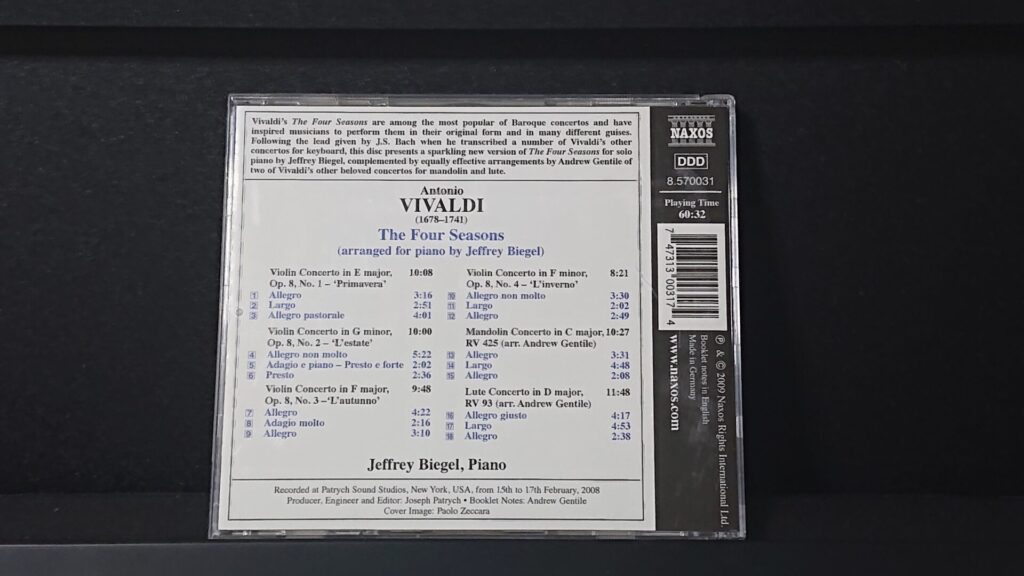 Vivaldi's The Four Seasons are among the most popular of Baroque concertos and have
inspired musicians to perform them in their original form and in many different guises.
Following the lead given by J.S. Bach when he transcribed a number of Vivaldi's other
concertos for keyboard, this disc presents a sparkling new version of The Four Seasons for solo
piano by Jeffrey Biegel, complemented by equally effective arrangements by Andrew Gentile of
two of Vivaldi's other beloved concertos for mandolin and lute.
Antonio
VIVALDI
(1678–1741)
The Four Seasons
(arranged for piano by Jeffrey Biegel)
Violin Concerto in E major, 10:08
Op. 8, No. 1 – 'Primavera'
1 Allegro 3:16
2 Largo 2:51
3 Allegro pastorale 4:01
Violin Concerto in G minor, 10:00
Op. 8, No. 2 – 'L'estate'
4 Allegro non molto 5:22
5 Adagio e piano – Presto e forte 2:02
6 Presto 2:36
Violin Concerto in F major, 9:48
Op. 8, No. 3 –'L'autunno'
7 Allegro 4:22
8 Adagio molto 2:16
9 Allegro 3:10
Violin Concerto in F minor, 8:21
Op. 8, No. 4 – 'L'inverno'
10 Allegro non molto 3:30
11 Largo 2:02
12 Allegro 2:49
Mandolin Concerto in C major, 10:27
RV 425 (arr. Andrew Gentile)
13 Allegro 3:31
14 Largo 4:48
15 Allegro 2:08
Lute Concerto in D major, 11:48
RV 93 (arr. Andrew Gentile)
16 Allegro giusto 4:17
17 Largo 4:53
18 Allegro 2:38
Jeffrey Biegel, Piano
Recorded at Patrych Sound Studios, New York, USA, from 15th to 17th February, 2008
Producer, Engineer and Editor: Joseph Patrych • Booklet Notes: Andrew Gentile
Cover Image: Paolo Zeccara
NAXOS
DDD
8.570031
Playing Time
60:32
7 47313 00317 4
℗ & © 2009 Naxos Rights International Ltd.
Booklet notes in English
Made in Germany
www.naxos.com